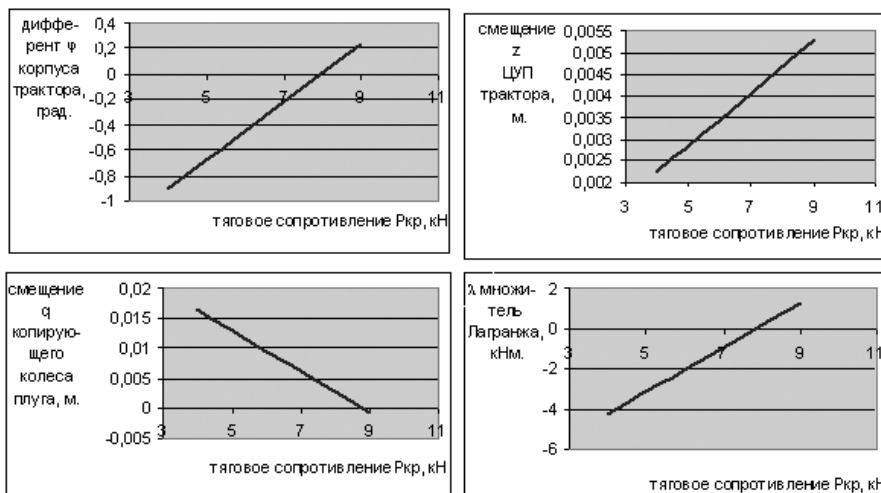 диффе-
рент φ
корпуса
трактора,
град.
0,4
0,2
0
-0,2
-0,4
-0,6
-0,8
-1
3 5 7 9 11
тяговое сопротивление Ркр, кН
смещение
z
ЦУП
трактора,
м.
0,0055
0,005
0,0045
0,004
0,0035
0,003
0,0025
0,002
3 5 7 9 11
тяговое сопротивление Ркр, кН
смещение
q
копирую-
щего
колеса
плуга, м.
0,02
0,015
0,01
0,005
0
-0,005
3 5 7 9 11
тяговое сопротивление Ркр, кН
λ множи-
тель
Лагранжа,
кНм.
2
0
-2
-4
-6
3 5 7 9 11
тяговое сопротивление Ркр, кН